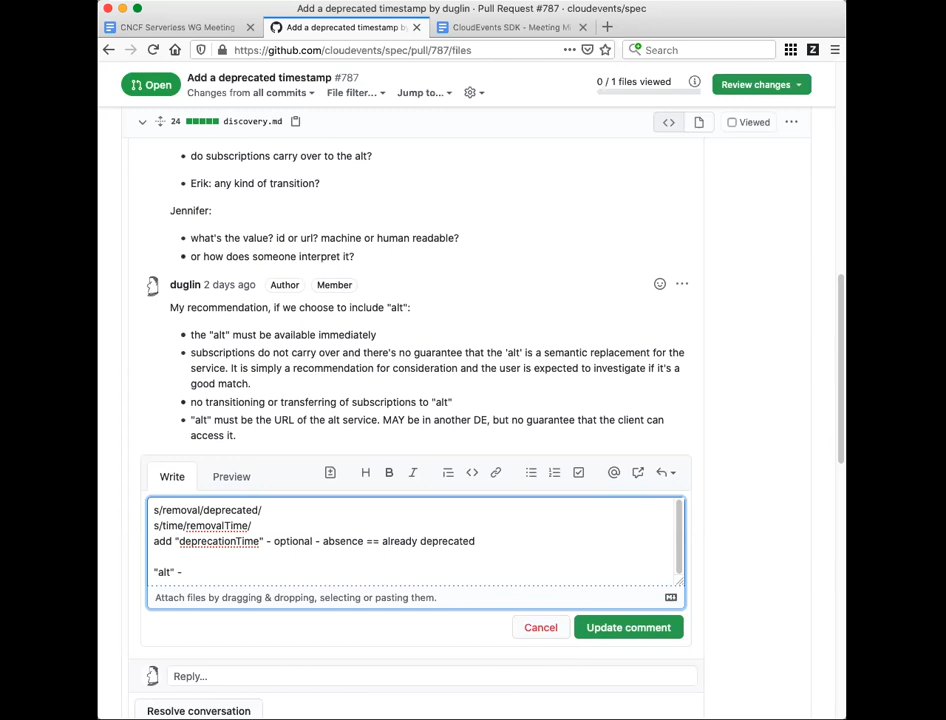 Add a deprecated timestamp by duglin · Pull Request #787 · cloudevents/spec
CNCF Serverless WG Meeting
Add a deprecated timestamp by
CloudEvents SDK - Meeting Mi
https://github.com/cloudevents/spec/pull/787/files
Search
Open
Add a deprecated timestamp #787
Changes from all commits
File filter...
Jump to...
0 / 1 files viewed
Review changes
24
discovery.md
Viewed
do subscriptions carry over to the alt?
Erik: any kind of transition?
Jennifer:
what's the value? id or url? machine or human readable?
or how does someone interpret it?
duglin 2 days ago Author Member
My recommendation, if we choose to include "alt":
the "alt" must be available immediately
subscriptions do not carry over and there's no guarantee that the 'alt' is a semantic replacement for the
service. It is simply a recommendation for consideration and the user is expected to investigate if it's a
good match.
no transitioning or transferring of subscriptions to "alt"
"alt" must be the URL of the alt service. MAY be in another DE, but no guarantee that the client can
access it.
Write
Preview
s/removal/deprecated/
s/time/removalTime/
add "deprecationTime" - optional - absence == already deprecated
"alt" -
Attach files by dragging & dropping, selecting or pasting them.
Cancel
Update comment
Reply...
Resolve conversation